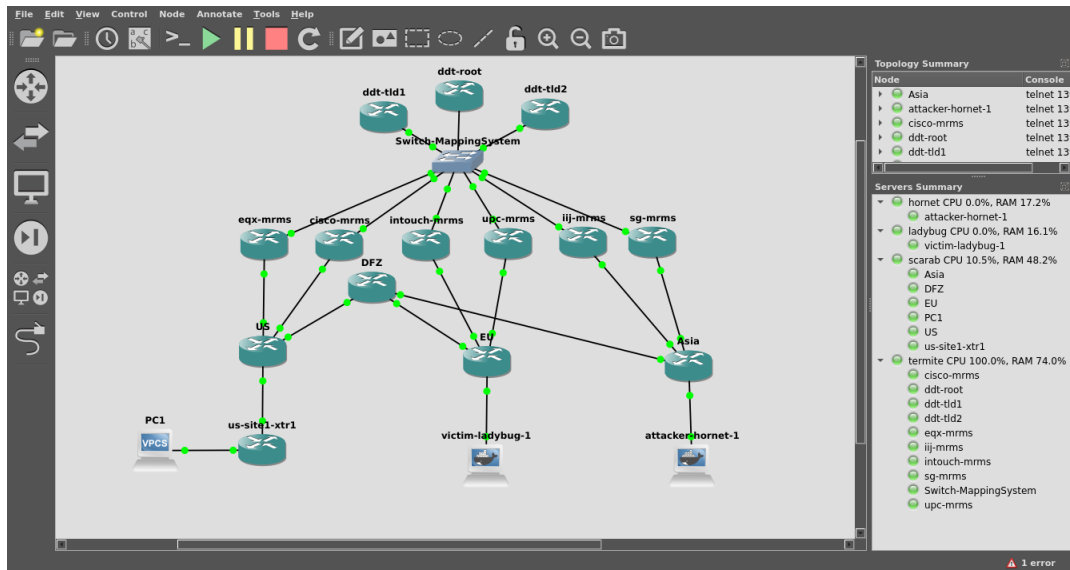 File Edit View Control Node Annotate Tools Help
ddt-root
ddt-tld1
ddt-tld2
Switch-MappingSystem
eqx-mrms
cisco-mrms
intouch-mrms
upc-mrms
iij-mrms
sg-mrms
DFZ
US
EU
Asia
PC1
VPCS
us-site1-xtr1
victim-ladybug-1
attacker-hornet-1
Topology Summary
Node Console
Asia telnet 13
attacker-hornet-1 telnet 13
cisco-mrms telnet 13
ddt-root telnet 13
ddt-tld1 telnet 13
Servers Summary
hornet CPU 0.0%, RAM 17.2%
attacker-hornet-1
ladybug CPU 0.0%, RAM 16.1%
victim-ladybug-1
scarab CPU 10.5%, RAM 48.2%
Asia
DFZ
EU
PC1
US
us-site1-xtr1
termite CPU 100.0%, RAM 74.0%
cisco-mrms
ddt-root
ddt-tld1
ddt-tld2
eqx-mrms
iij-mrms
intouch-mrms
sg-mrms
Switch-MappingSystem
upc-mrms
1 error